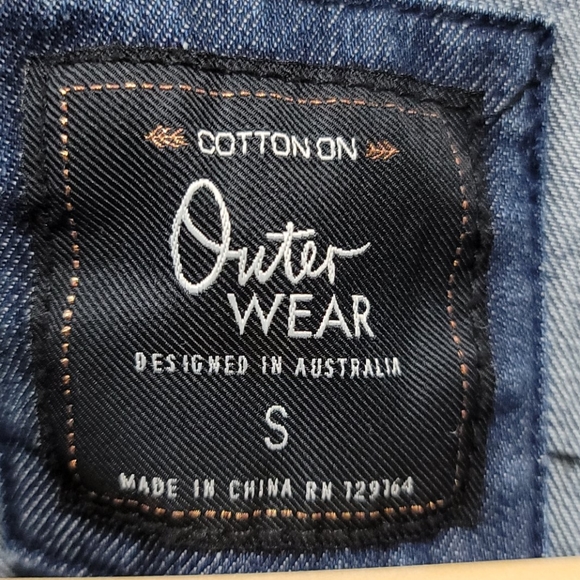 COTTON ON
Outer
WEAR
DESIGNED IN AUSTRALIA
S
MADE IN CHINA RN 129164